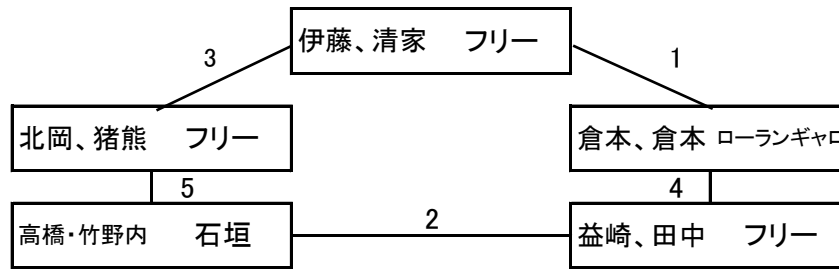 伊藤、清家 フリー
3
1
北岡、猪熊 フリー
倉本、倉本 ローランギャロ
5
4
高橋・竹野内 石垣
2
益崎、田中 フリー